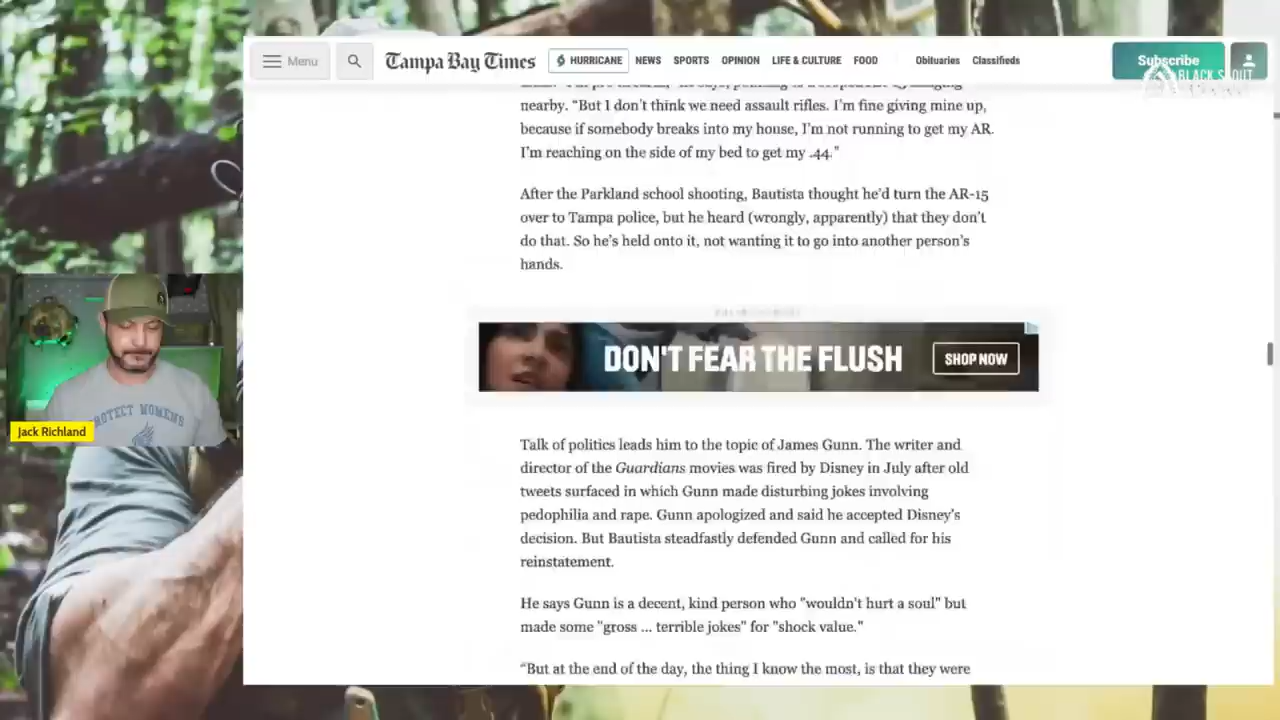 Menu
Tampa Bay Times
HURRICANE
NEWS
SPORTS
OPINION
LIFE & CULTURE
FOOD
Obituaries
Classifieds
Subscribe
BLACK SCOUT
nearby. “But I don’t think we need assault rifles. I’m fine giving mine up,
because if somebody breaks into my house, I’m not running to get my AR.
I’m reaching on the side of my bed to get my .44.”
After the Parkland school shooting, Bautista thought he’d turn the AR-15
over to Tampa police, but he heard (wrongly, apparently) that they don’t
do that. So he’s held onto it, not wanting it to go into another person’s
hands.
DON'T FEAR THE FLUSH
SHOP NOW
PROTECT WOMENS
Jack Richland
Talk of politics leads him to the topic of James Gunn. The writer and
director of the Guardians movies was fired by Disney in July after old
tweets surfaced in which Gunn made disturbing jokes involving
pedophilia and rape. Gunn apologized and said he accepted Disney’s
decision. But Bautista steadfastly defended Gunn and called for his
reinstatement.
He says Gunn is a decent, kind person who "wouldn't hurt a soul" but
made some "gross ... terrible jokes" for "shock value."
“But at the end of the day, the thing I know the most, is that they were